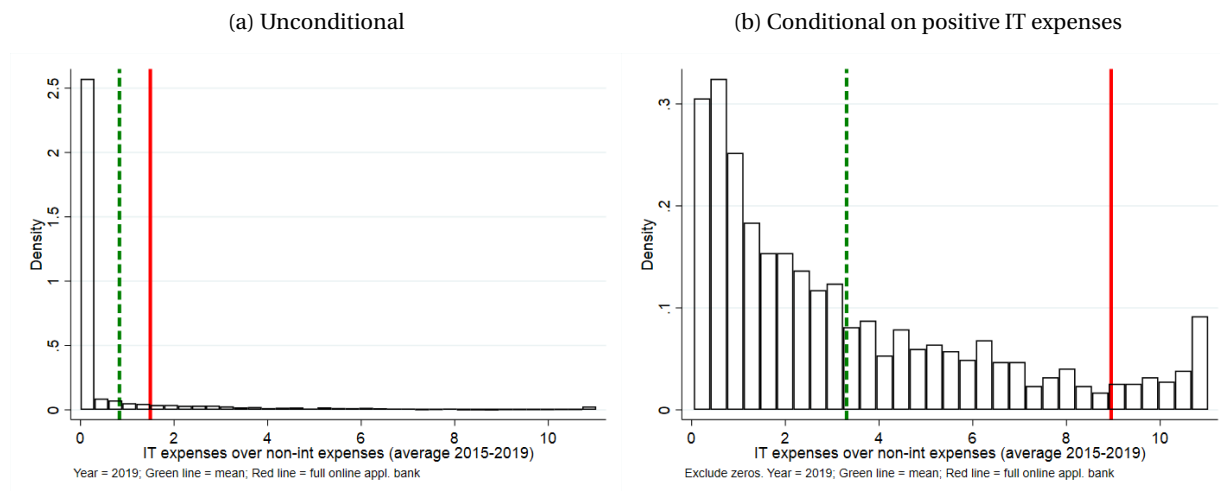 (a) Unconditional
(b) Conditional on positive IT expenses
2.5
2
1.5
1
.5
0
Density
0 2 4 6 8 10
IT expenses over non-int expenses (average 2015-2019)
Year = 2019; Green line = mean; Red line = full online appl. bank
.3
.2
.1
0
Density
0 2 4 6 8 10
IT expenses over non-int expenses (average 2015-2019)
Exclude zeros. Year = 2019; Green line = mean; Red line = full online appl. bank